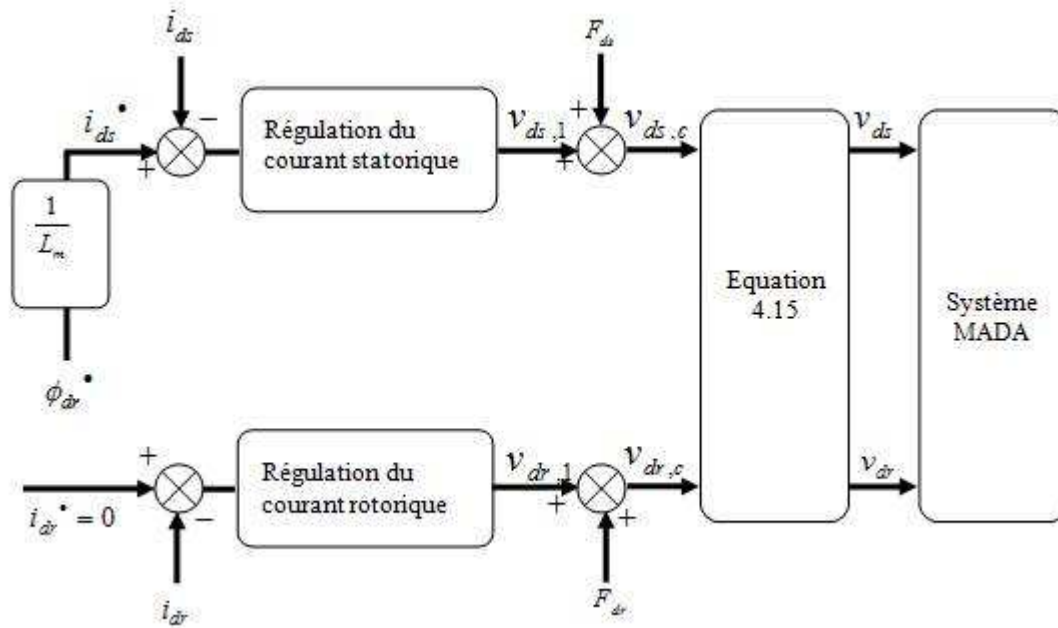 i_ds
F_ds
i_ds^•
−
+
Régulation du
courant statorique
v_ds,1
+
+
v_ds,c
v_ds
1
L_m
Equation
4.15
Système
MADA
ϕ_dr^•
+
i_dr^• = 0
−
Régulation du
courant rotorique
v_dr,1
+
+
v_dr,c
v_dr
i_dr
F_dr